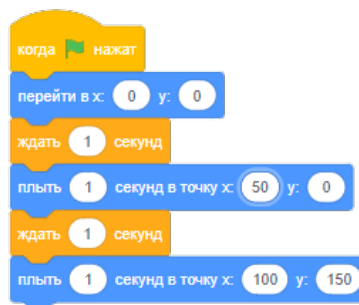 когда нажат
перейти в x: 0 y: 0
ждать 1 секунд
плыть 1 секунд в точку x: 50 y: 0
ждать 1 секунд
плыть 1 секунд в точку x: 100 y: 150